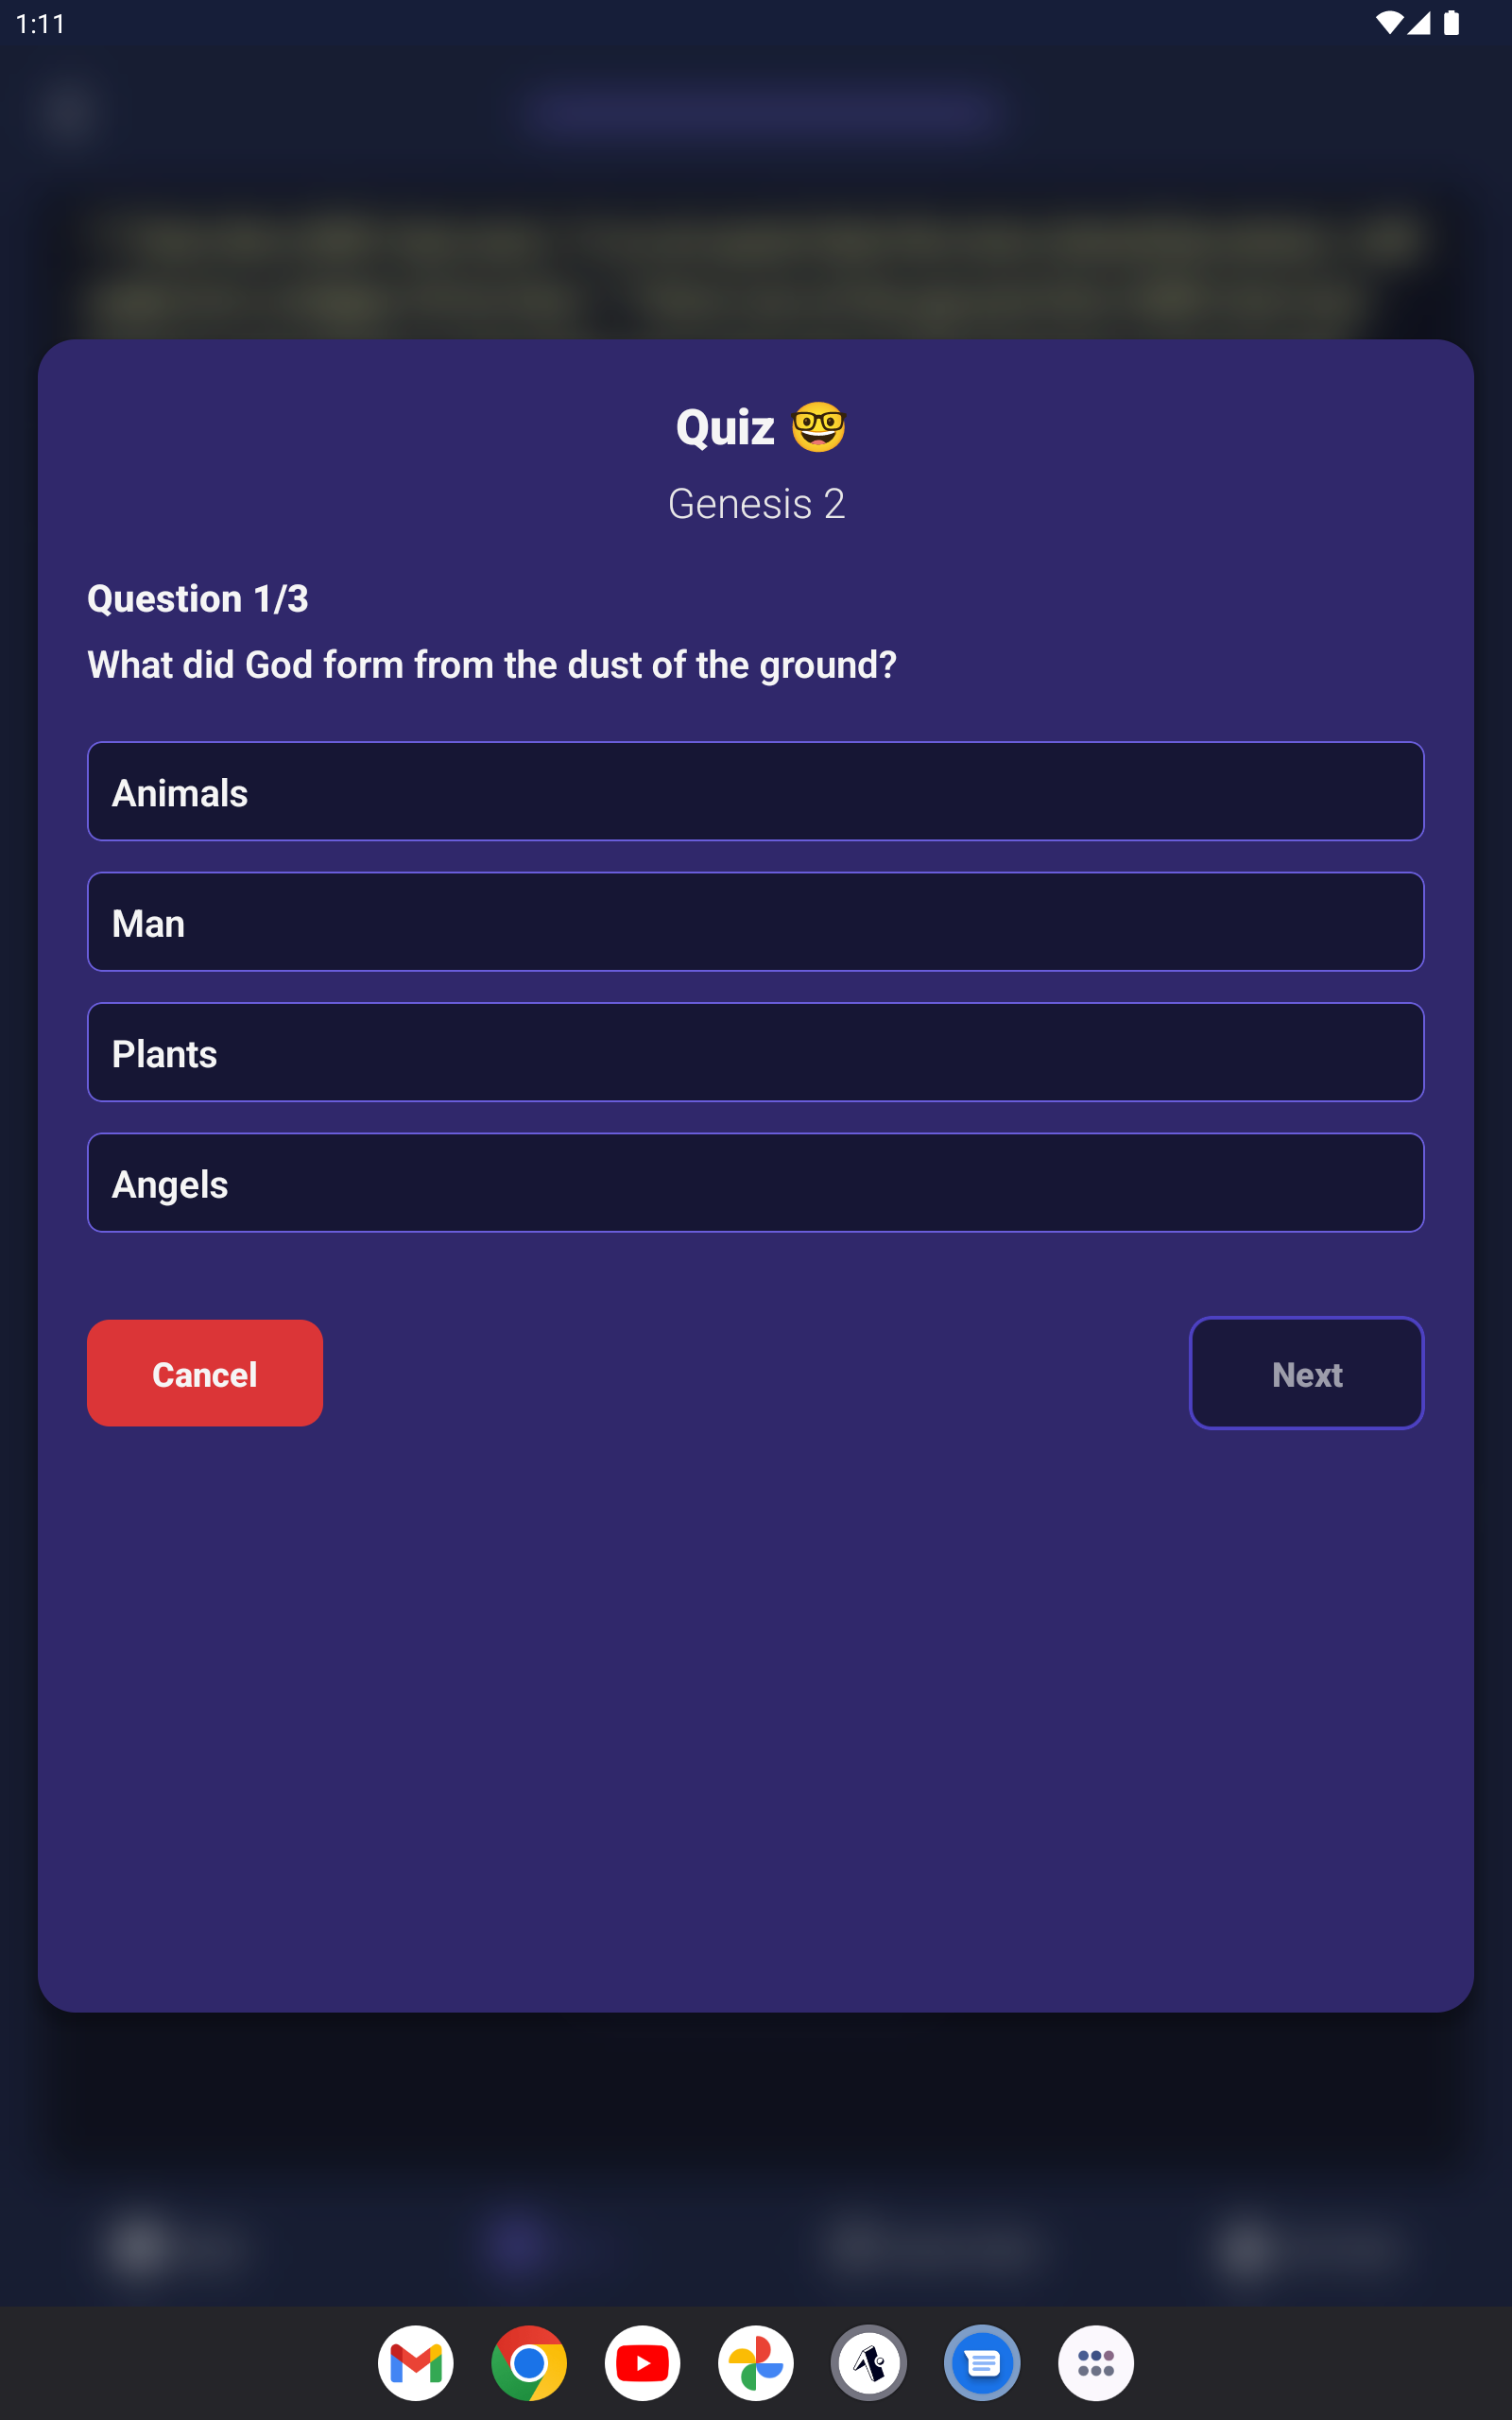 1:11
Quiz 🤓
Genesis 2
Question 1/3
What did God form from the dust of the ground?
Animals
Man
Plants
Angels
Cancel
Next